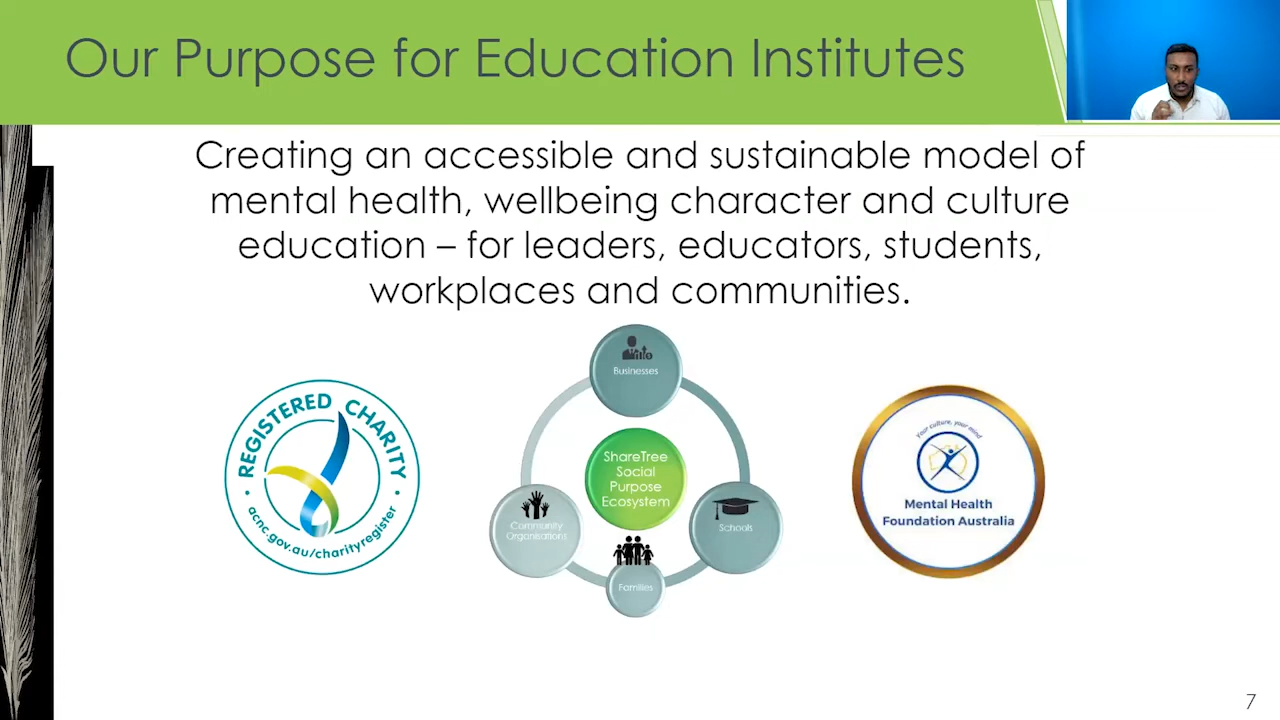 Our Purpose for Education Institutes
Creating an accessible and sustainable model of
mental health, wellbeing character and culture
education – for leaders, educators, students,
workplaces and communities.
REGISTERED CHARITY
acnc.gov.au/charityregister
Businesses
ShareTree
Social
Purpose
Ecosystem
Community
Organisations
Schools
Families
Your culture, your mind
Mental Health
Foundation Australia
7